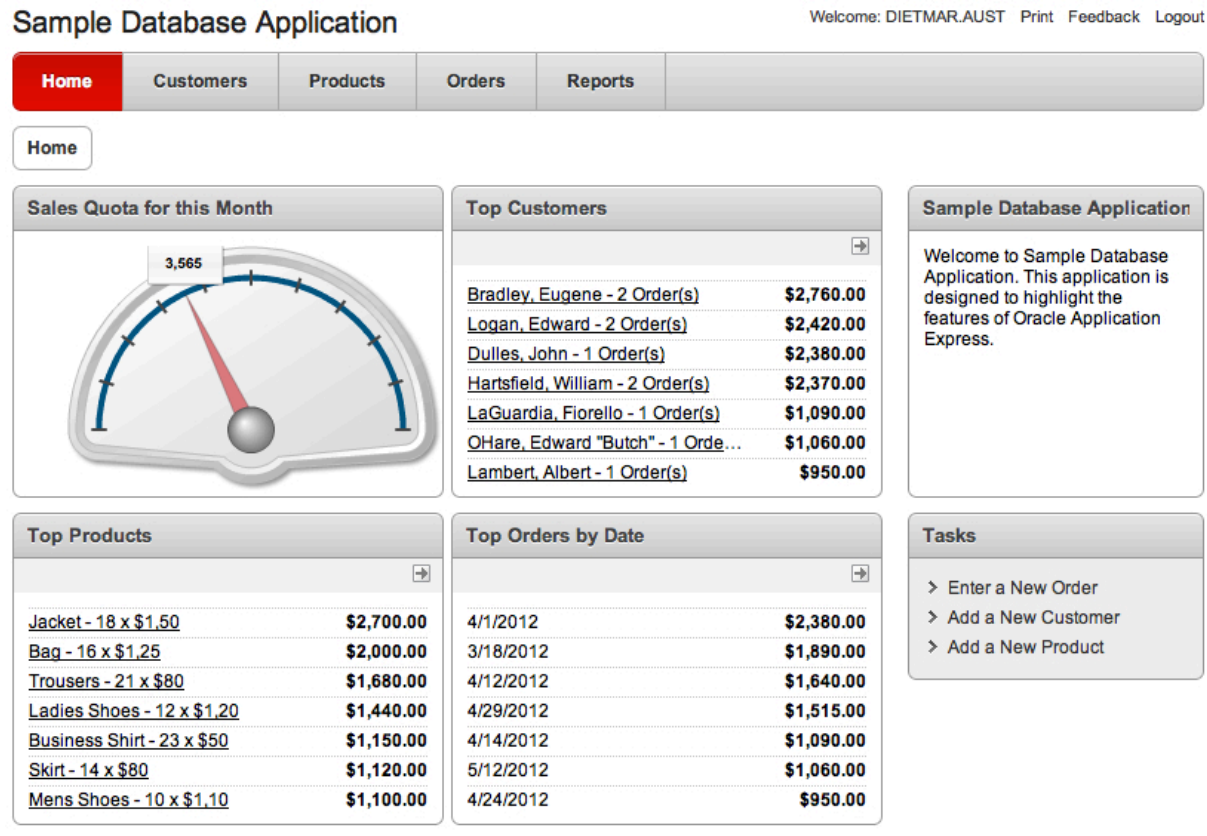 Sample Database Application
Welcome: DIETMAR.AUST Print Feedback Logout
Home Customers Products Orders Reports
Home
Sales Quota for this Month
3,565
Top Customers
Bradley, Eugene - 2 Order(s) $2,760.00
Logan, Edward - 2 Order(s) $2,420.00
Dulles, John - 1 Order(s) $2,380.00
Hartsfield, William - 2 Order(s) $2,370.00
LaGuardia, Fiorello - 1 Order(s) $1,090.00
OHare, Edward "Butch" - 1 Orde... $1,060.00
Lambert, Albert - 1 Order(s) $950.00
Sample Database Application
Welcome to Sample Database
Application. This application is
designed to highlight the
features of Oracle Application
Express.
Top Products
Jacket - 18 x $1,50 $2,700.00
Bag - 16 x $1,25 $2,000.00
Trousers - 21 x $80 $1,680.00
Ladies Shoes - 12 x $1,20 $1,440.00
Business Shirt - 23 x $50 $1,150.00
Skirt - 14 x $80 $1,120.00
Mens Shoes - 10 x $1,10 $1,100.00
Top Orders by Date
4/1/2012 $2,380.00
3/18/2012 $1,890.00
4/12/2012 $1,640.00
4/29/2012 $1,515.00
4/14/2012 $1,090.00
5/12/2012 $1,060.00
4/24/2012 $950.00
Tasks
Enter a New Order
Add a New Customer
Add a New Product